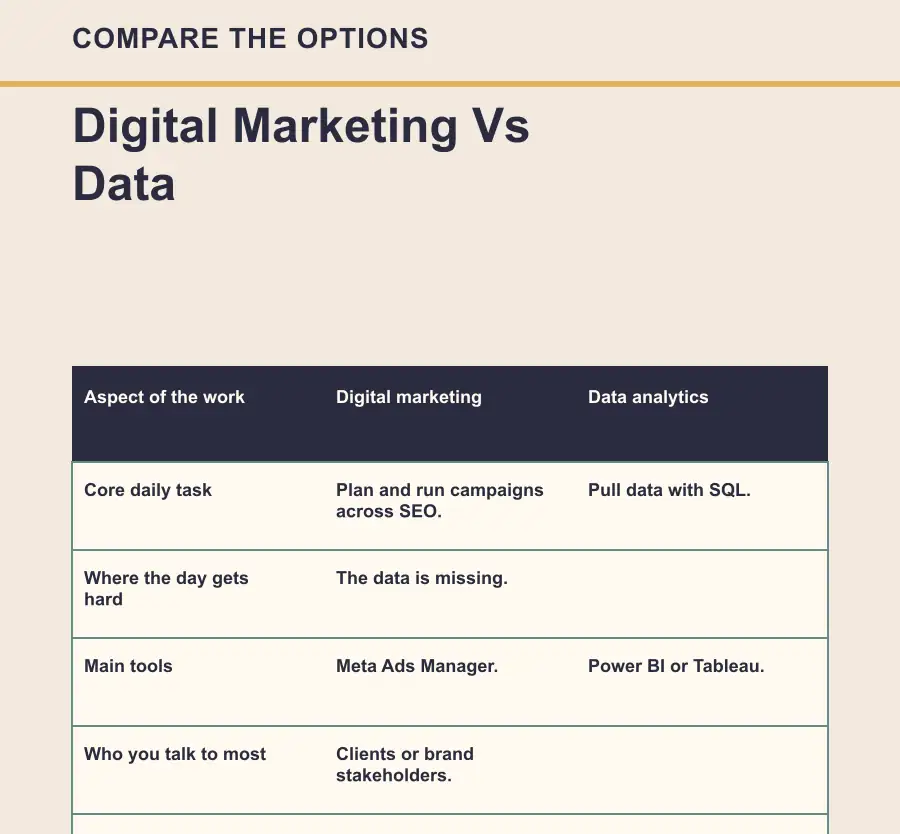 COMPARE THE OPTIONS
Digital Marketing Vs
Data
Aspect of the work
Digital marketing
Data analytics
Core daily task
Plan and run campaigns
across SEO.
Pull data with SQL.
Where the day gets
hard
The data is missing.
Main tools
Meta Ads Manager.
Power BI or Tableau.
Who you talk to most
Clients or brand
stakeholders.